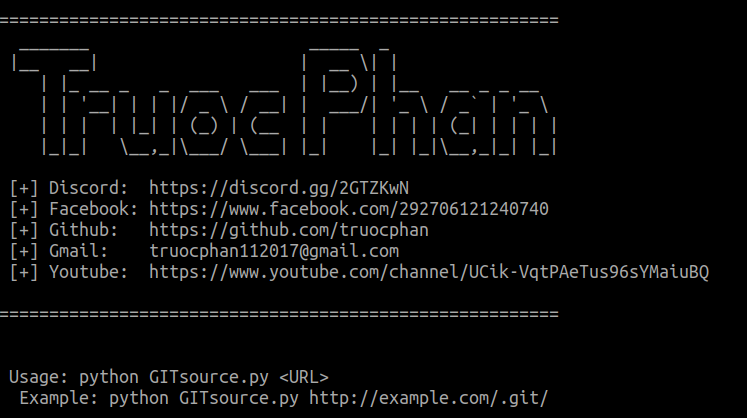 ============================================================
TruocPhan
[+] Discord:  https://discord.gg/2GTZKwN
[+] Facebook: https://www.facebook.com/292706121240740
[+] Github:   https://github.com/truocphan
[+] Gmail:    truocphan112017@gmail.com
[+] Youtube:  https://www.youtube.com/channel/UCik-VqtPAeTus96sYMaiuBQ
============================================================
Usage: python GITsource.py <URL>
Example: python GITsource.py http://example.com/.git/